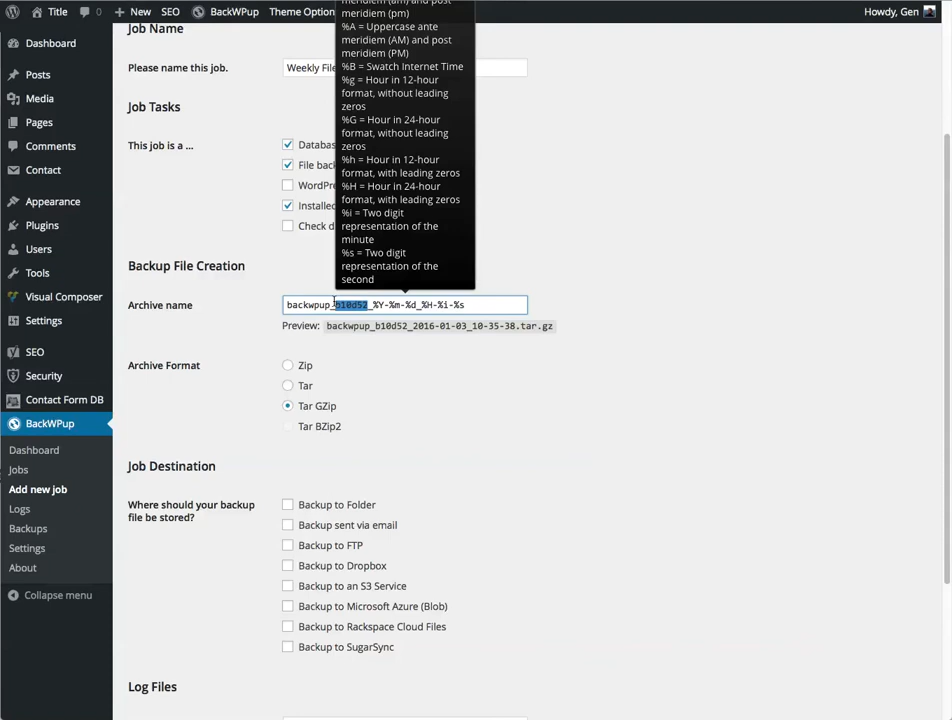 Title
0
New
SEO
BackWPup
Theme Option
Howdy, Gen
Dashboard
Posts
Media
Pages
Comments
Contact
Appearance
Plugins
Users
Tools
Visual Composer
Settings
SEO
Security
Contact Form DB
BackWPup
Dashboard
Jobs
Add new job
Logs
Backups
Settings
About
Collapse menu
Job Name
Please name this job.
Weekly File
Job Tasks
This job is a ...
Databas
File back
WordPre
Installed
Check d
meridiem (am) and post
meridiem (pm)
%A = Uppercase ante
meridiem (AM) and post
meridiem (PM)
%B = Swatch Internet Time
%g = Hour in 12-hour
format, without leading
zeros
%G = Hour in 24-hour
format, without leading
zeros
%h = Hour in 12-hour
format, with leading zeros
%H = Hour in 24-hour
format, with leading zeros
%i = Two digit
representation of the
minute
%s = Two digit
representation of the
second
Backup File Creation
Archive name
backwpup_b10d52_%Y-%m-%d_%H-%i-%s
Preview: backwpup_b10d52_2016-01-03_10-35-38.tar.gz
Archive Format
Zip
Tar
Tar GZip
Tar BZip2
Job Destination
Where should your backup
file be stored?
Backup to Folder
Backup sent via email
Backup to FTP
Backup to Dropbox
Backup to an S3 Service
Backup to Microsoft Azure (Blob)
Backup to Rackspace Cloud Files
Backup to SugarSync
Log Files